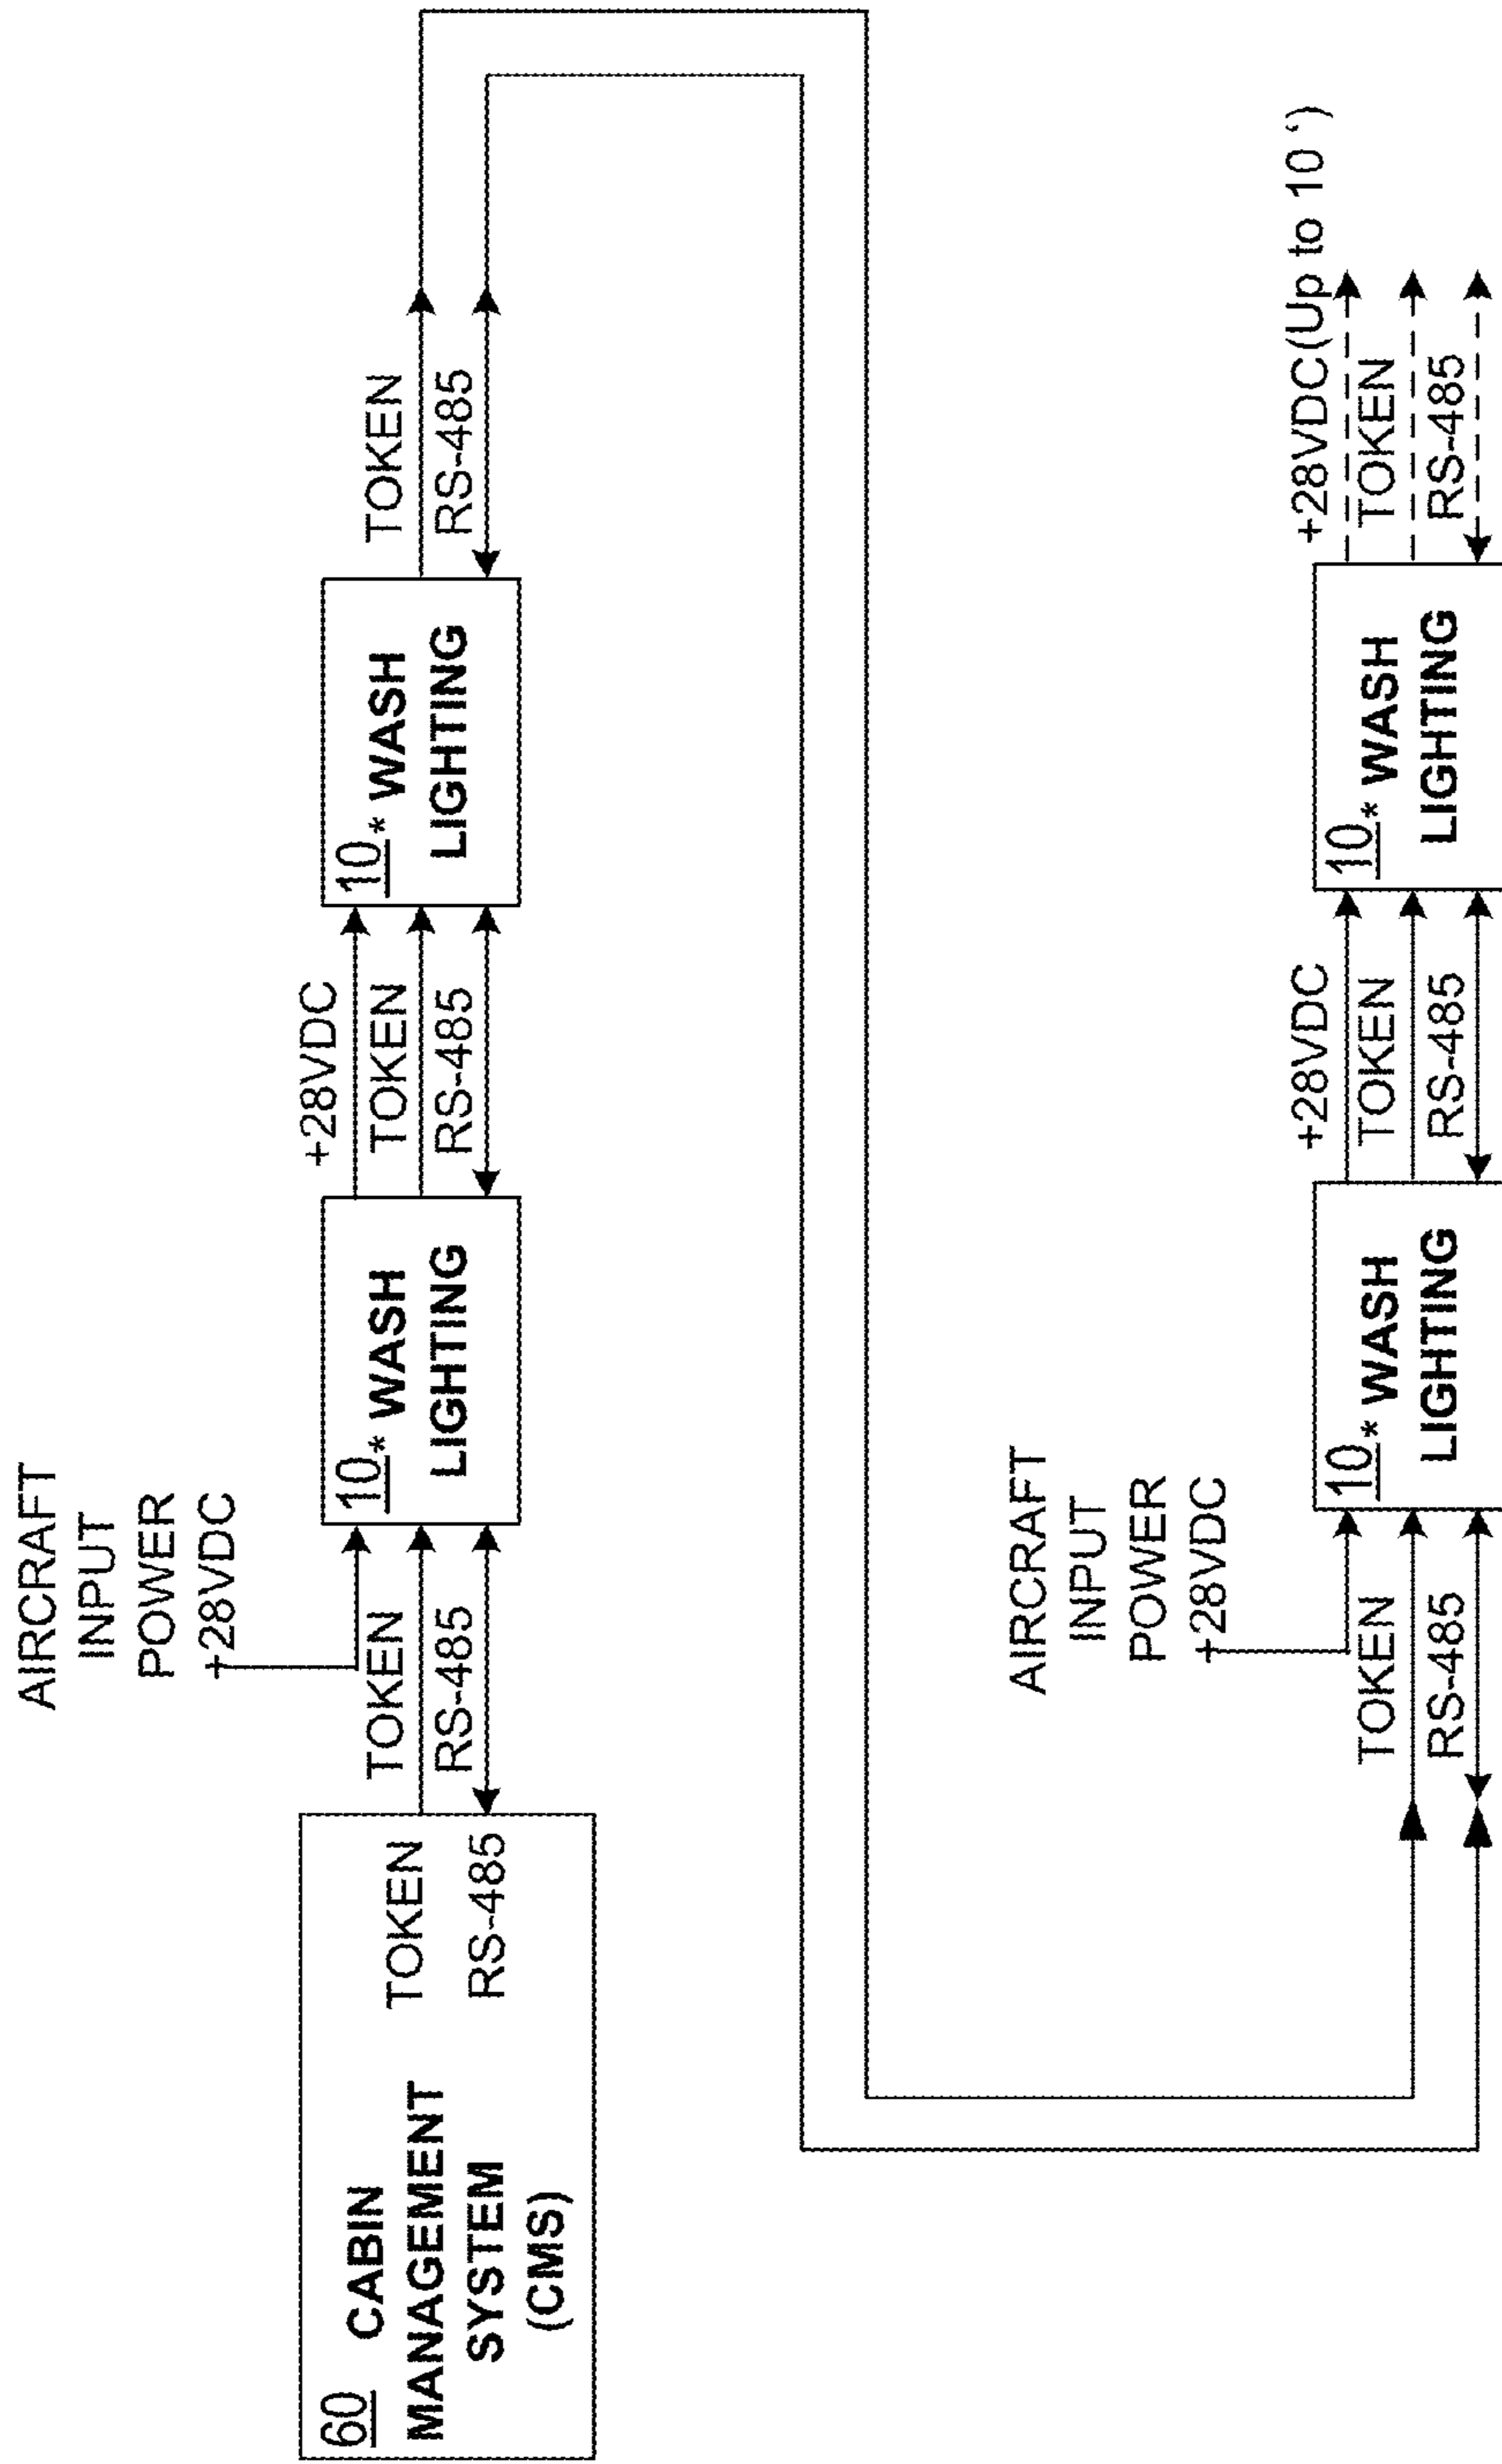 AIRCRAFT
INPUT
POWER
+28VDC
60 CABIN
MANAGEMENT
SYSTEM
(CMS)
TOKEN
RS-485
TOKEN
RS-485
10* WASH
LIGHTING
+28VDC
TOKEN
RS-485
10* WASH
LIGHTING
TOKEN
RS-485
AIRCRAFT
INPUT
POWER
+28VDC
TOKEN
RS-485
10* WASH
LIGHTING
+28VDC
TOKEN
RS-485
10* WASH
LIGHTING
+28VDC(Up to 10 ‘)
TOKEN
RS-485